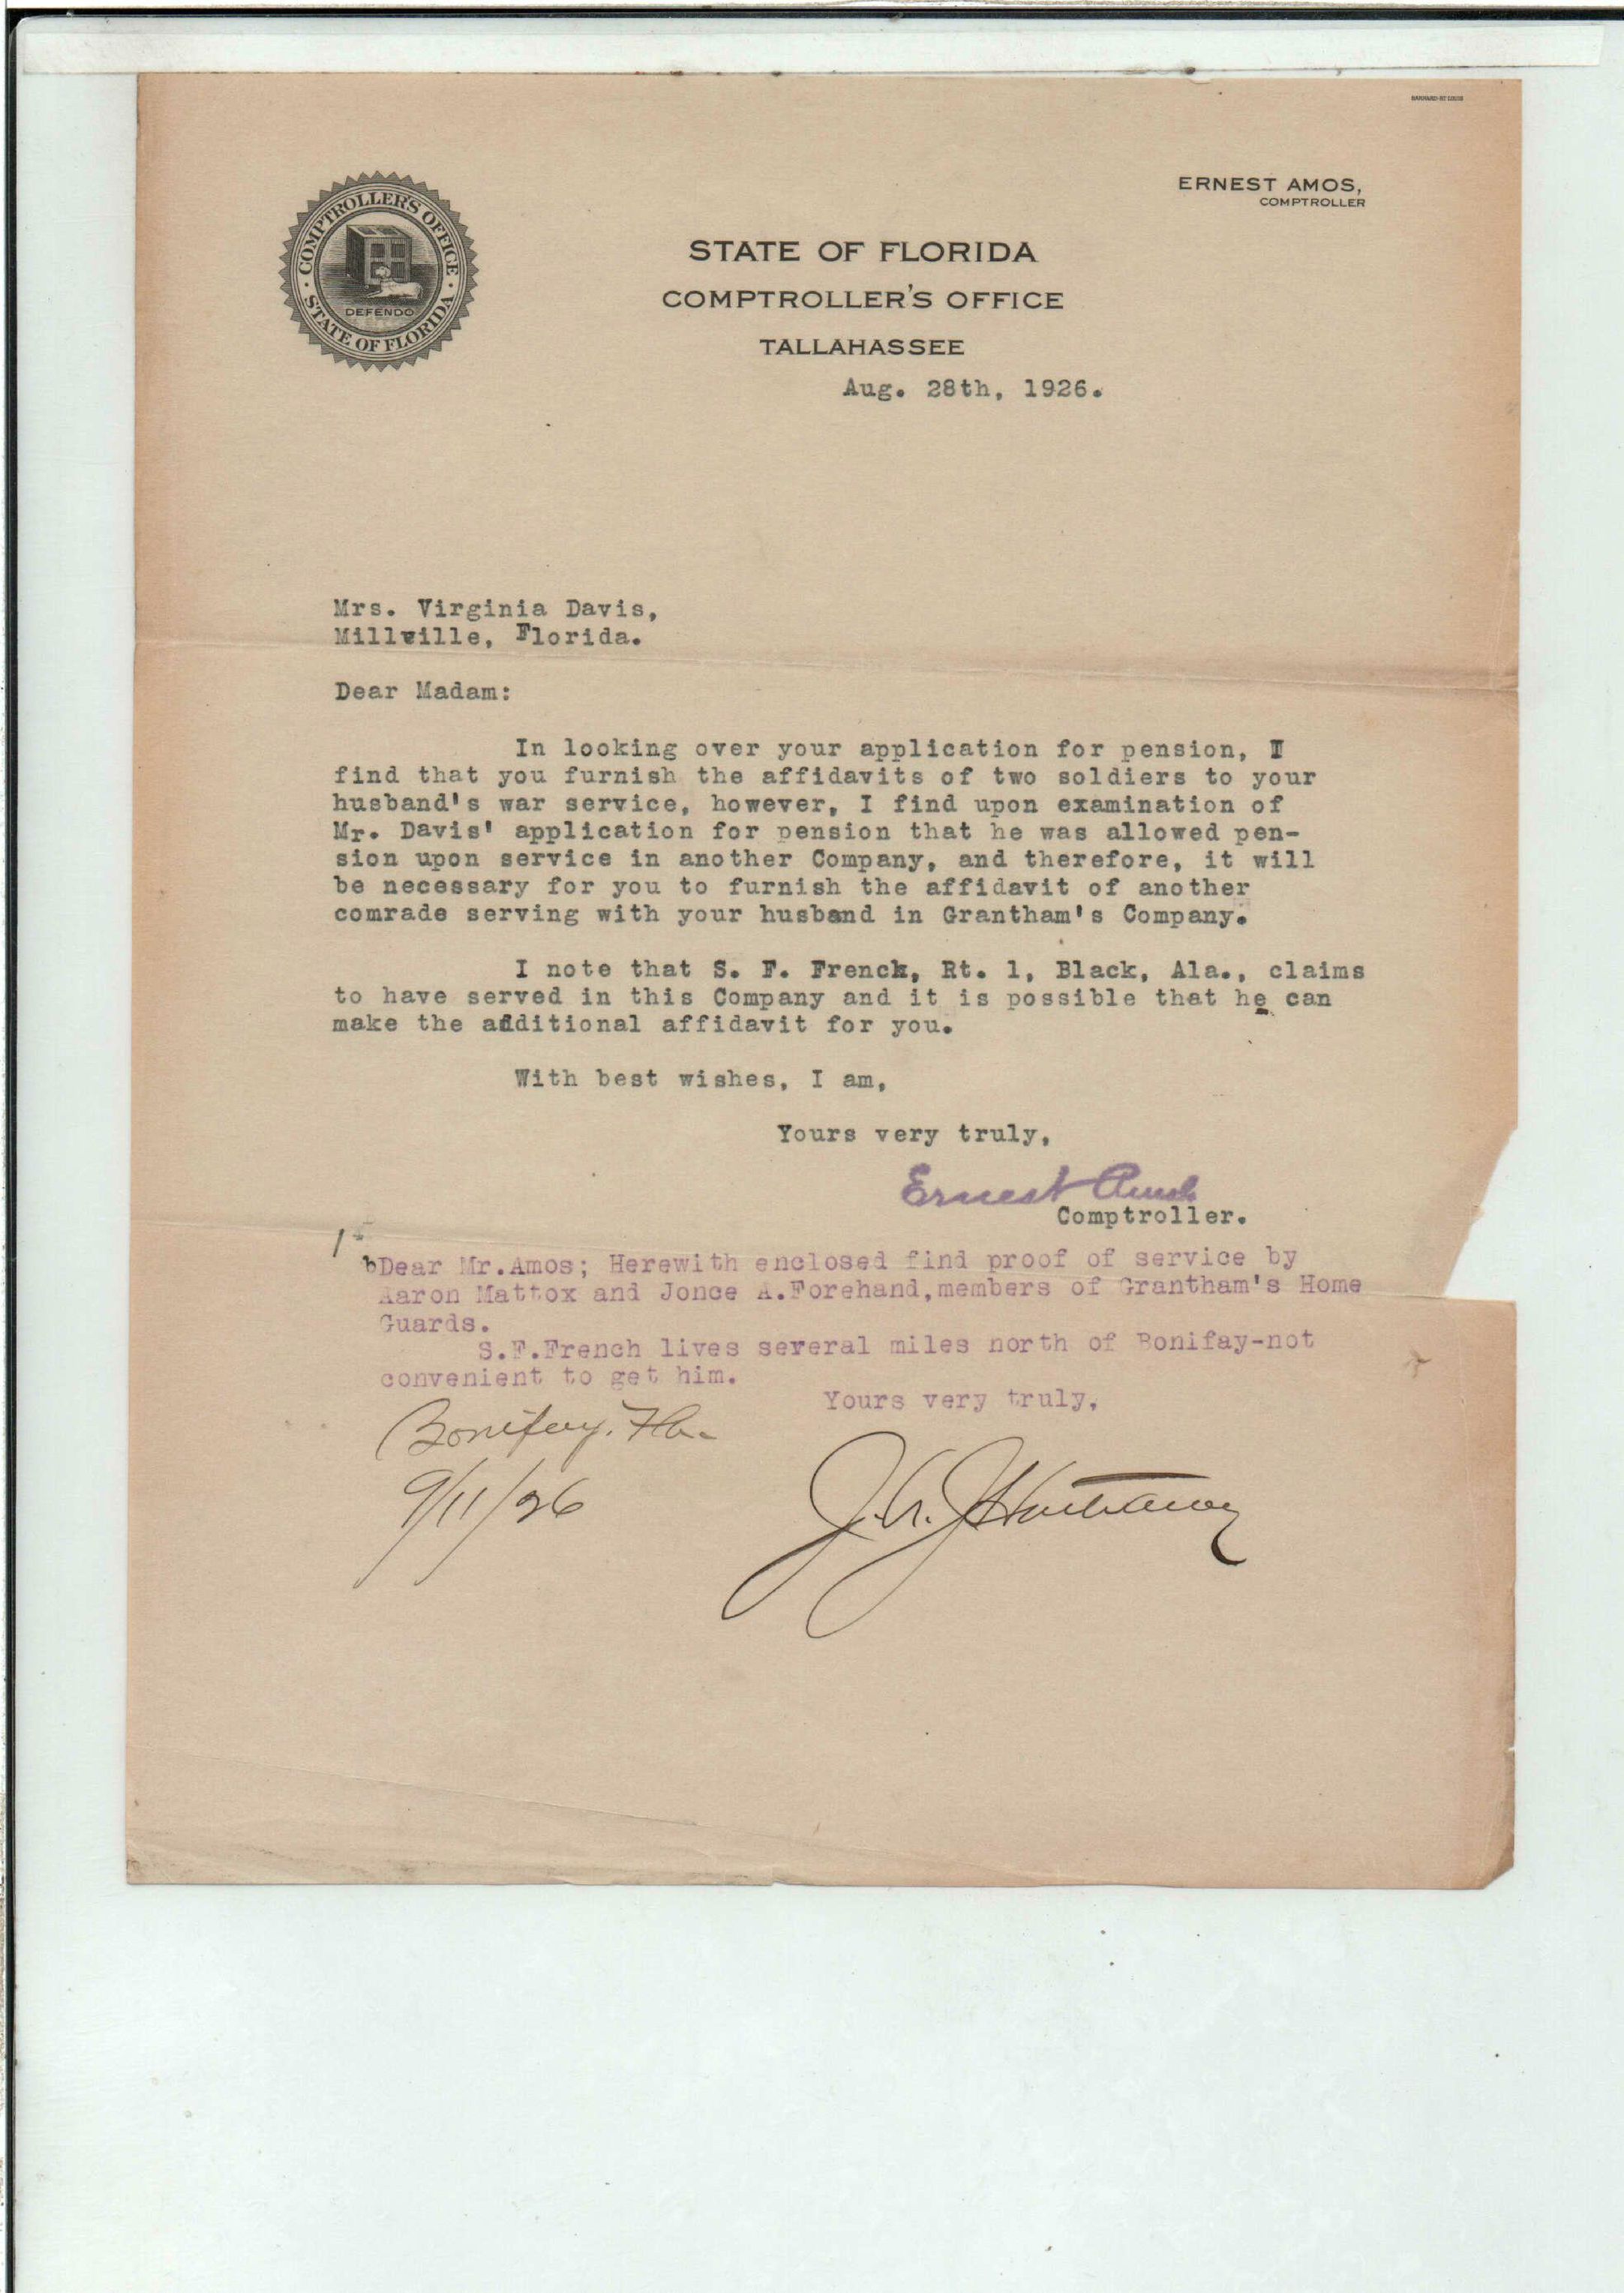 BARNARD-ST LOUIS
ERNEST AMOS,
COMPTROLLER
COMPTROLLER'S OFFICE
DEFENDO
STATE OF FLORIDA
STATE OF FLORIDA
COMPTROLLER'S OFFICE
TALLAHASSEE
Aug. 28th, 1926.
Mrs. Virginia Davis,
Millville, Florida.
Dear Madam:
In looking over your application for pension, I
find that you furnish the affidavits of two soldiers to your
husband's war service, however, I find upon examination of
Mr. Davis' application for pension that he was allowed pen-
sion upon service in another Company, and therefore, it will
be necessary for you to furnish the affidavit of another
comrade serving with your husband in Grantham's Company.
I note that S. F. French, Rt. 1, Black, Ala., claims
to have served in this Company and it is possible that he can
make the additional affidavit for you.
With best wishes, I am,
Yours very truly,
Ernest Amos
Comptroller.
Dear Mr.Amos; Herewith enclosed find proof of service by
Aaron Mattox and Jonce A.Forehand,members of Grantham's Home
Guards.
S.F.French lives several miles north of Bonifay-not
convenient to get him.
Yours very truly,
Bonifay. Fla.
9/11/26